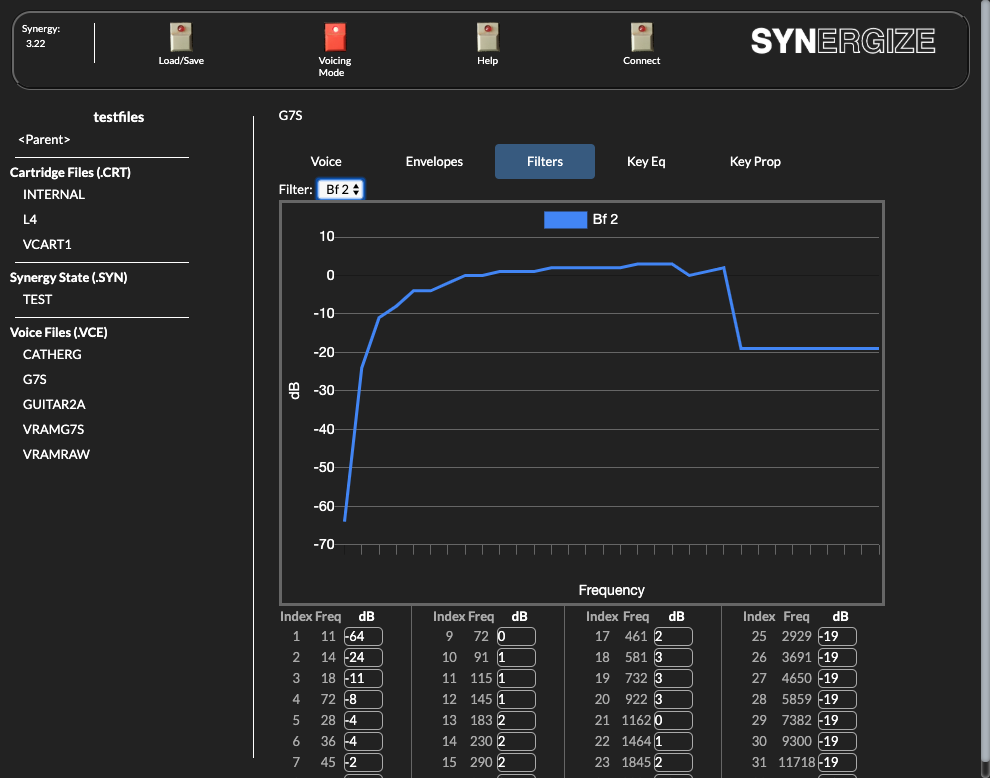 Synergy:
3.22
Load/Save
Voicing
Mode
Help
Connect
SYNERGIZE
testfiles
<Parent>
Cartridge Files (.CRT)
INTERNAL
L4
VCART1
Synergy State (.SYN)
TEST
Voice Files (.VCE)
CATHERG
G7S
GUITAR2A
VRAMG7S
VRAMRAW
G7S
Voice Envelopes Filters Key Eq Key Prop
Filter: Bf 2
Bf 2
10
0
-10
-20
-30
-40
-50
-60
-70
dB
Frequency
Index Freq dB Index Freq dB Index Freq dB Index Freq dB
1 11 -64 9 72 0 17 461 2 25 2929 -19
2 14 -24 10 91 1 18 581 3 26 3691 -19
3 18 -11 11 115 1 19 732 3 27 4650 -19
4 72 -8 12 145 1 20 922 3 28 5859 -19
5 28 -4 13 183 2 21 1162 0 29 7382 -19
6 36 -4 14 230 2 22 1464 1 30 9300 -19
7 45 -2 15 290 2 23 1845 2 31 11718 -19